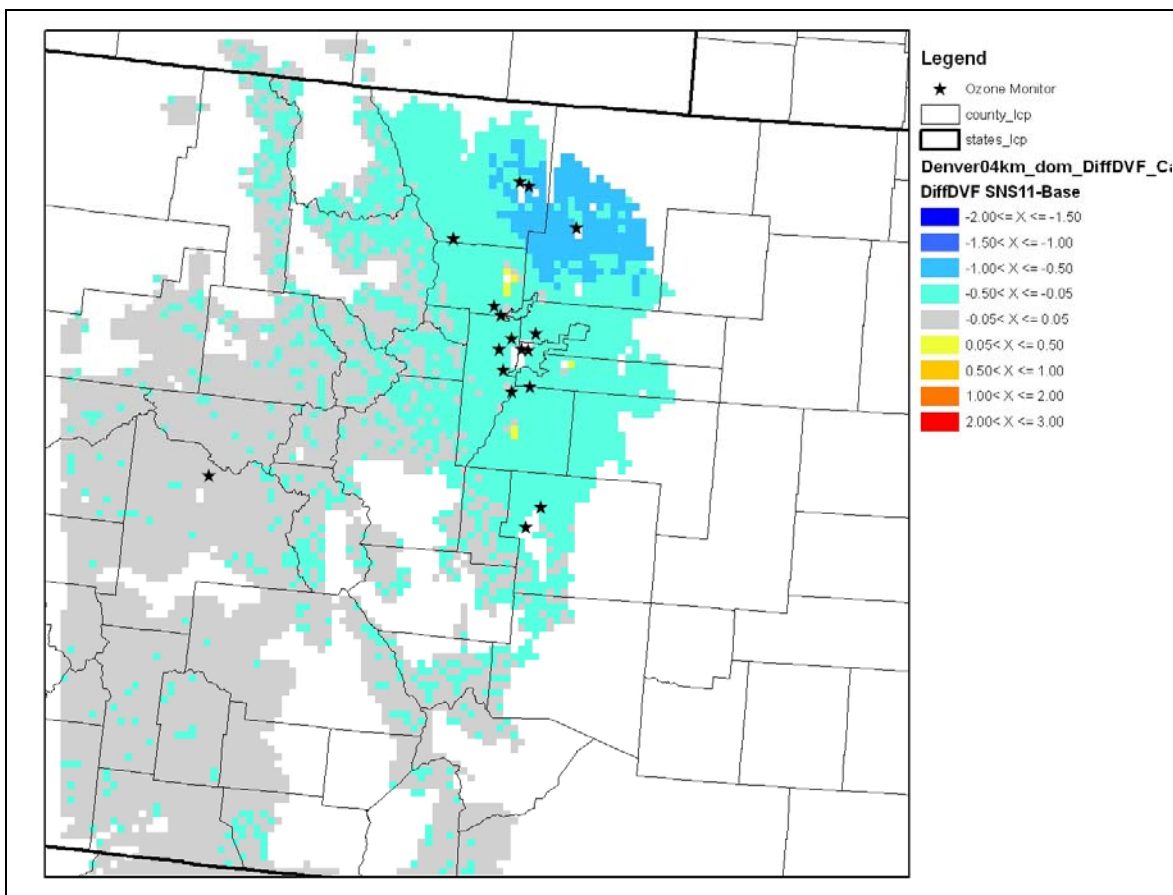 Legend
Ozone Monitor
county_lcp
states_lcp
Denver04km_dom_DiffDVF_Ca
DiffDVF SNS11-Base
-2.00<= X <= -1.50
-1.50< X <= -1.00
-1.00< X <= -0.50
-0.50< X <= -0.05
-0.05< X <= 0.05
0.05< X <= 0.50
0.50< X <= 1.00
1.00< X <= 2.00
2.00< X <= 3.00